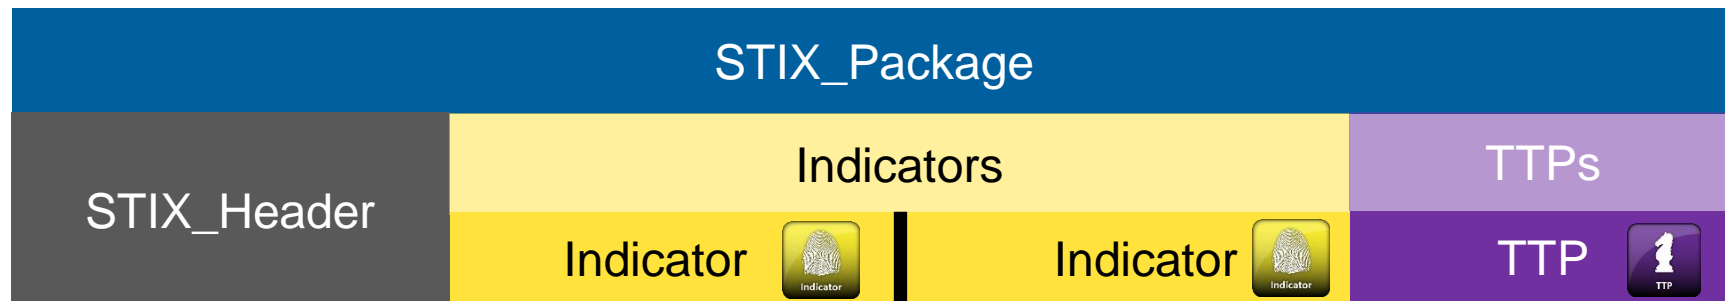 STIX_Package
STIX_Header
Indicators
TTPs
Indicator
Indicator
Indicator
Indicator
TTP
TTP